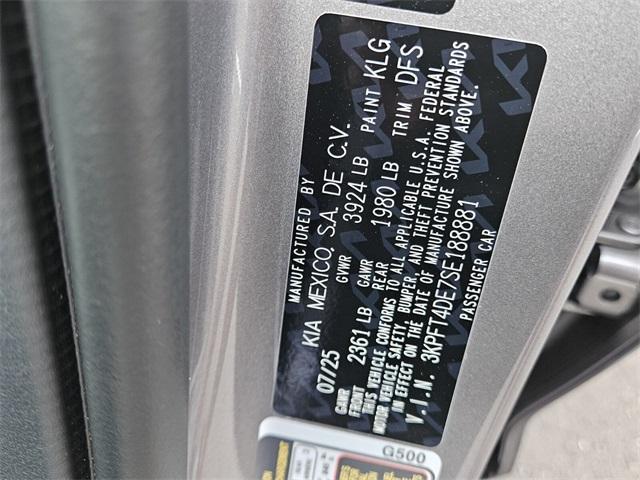 MANUFACTURED BY
KIA MEXICO, S.A. DE C.V.
07/25 GVWR 3924 LB PAINT KLG
GAWR FRONT 2361 LB GAWR REAR 1980 LB TRIM DFS
THIS VEHICLE CONFORMS TO ALL APPLICABLE U.S.A. FEDERAL
MOTOR VEHICLE SAFETY, BUMPER, AND THEFT PREVENTION STANDARDS
IN EFFECT ON THE DATE OF MANUFACTURE SHOWN ABOVE.
V.I.N. 3KPFT4DE7SE188881
PASSENGER CAR
G500